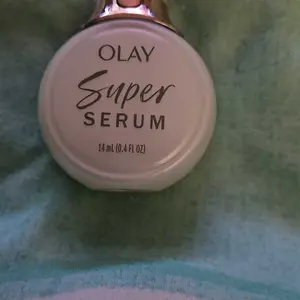 OLAY
Super
SERUM
14 mL (0.4 FL OZ)